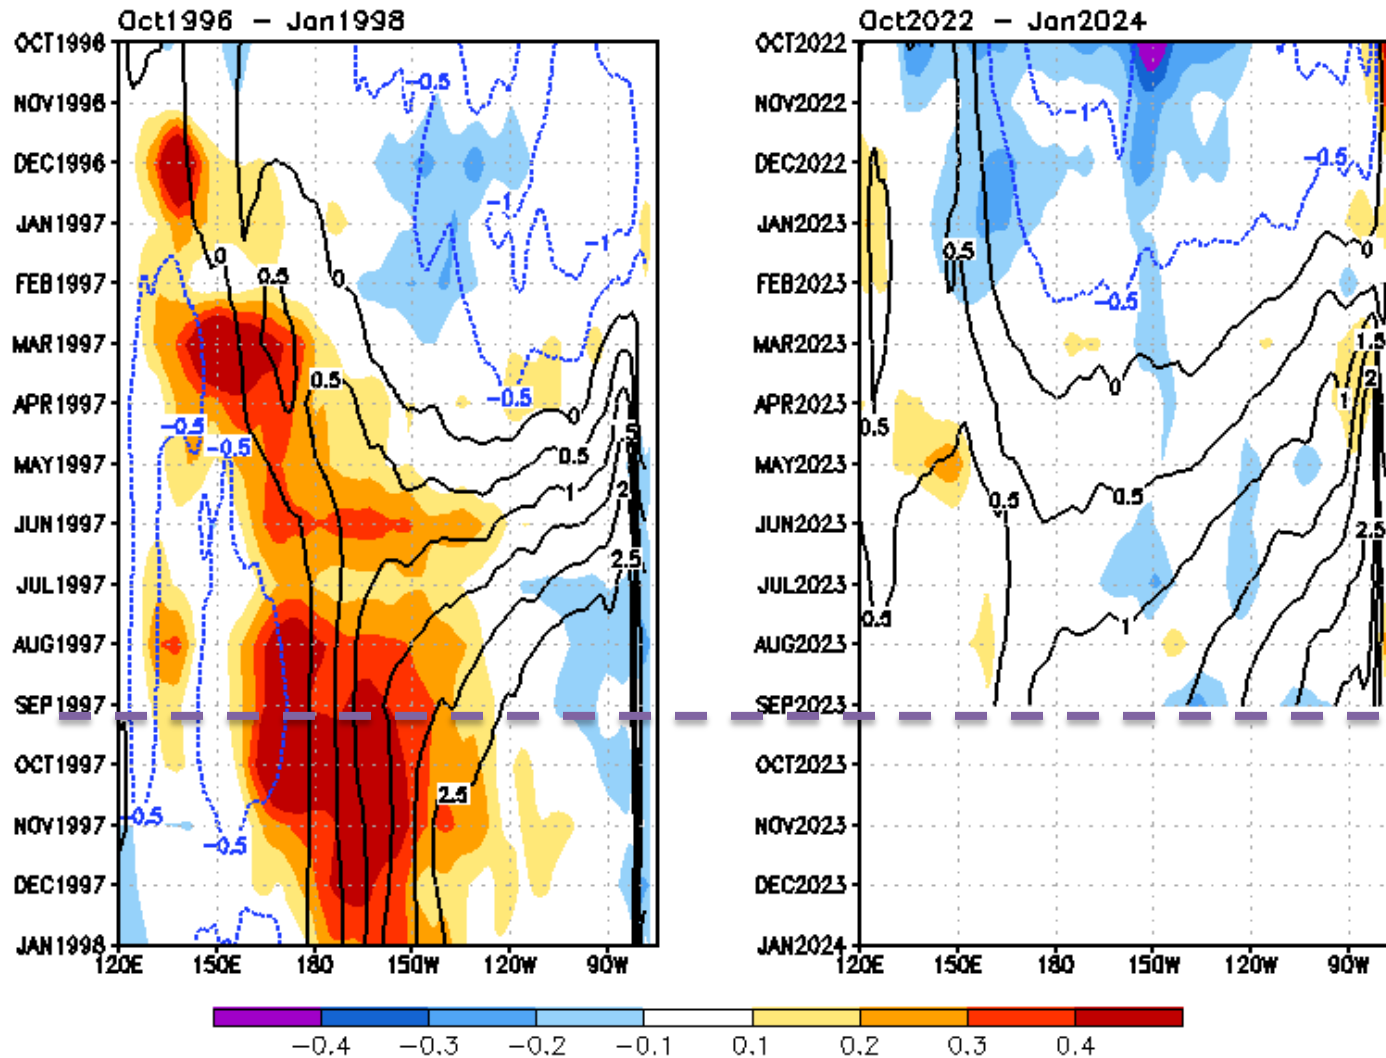 Oct1996 - Jan1998
OCT1996
NOV1996
DEC1996
JAN1997
FEB1997
MAR1997
APR1997
MAY1997
JUN1997
JUL1997
AUG1997
SEP1997
OCT1997
NOV1997
DEC1997
JAN1998
120E 150E 180 150W 120W 90W
-0.5
-1
-1
0
0.5
0
0.5
-0.5
0
-0.5
-0.5
0.5
1
2
2.5
2.5
-0.5
-0.5
Oct2022 - Jan2024
OCT2022
NOV2022
DEC2022
JAN2023
FEB2023
MAR2023
APR2023
MAY2023
JUN2023
JUL2023
AUG2023
SEP2023
OCT2023
NOV2023
DEC2023
JAN2024
120E 150E 180 150W 120W 90W
-1
-0.5
0.5
0
-0.5
1.5
2
0
1
0.5
0.5
0.5
2.5
0.5
1
-0.4 -0.3 -0.2 -0.1 0.1 0.2 0.3 0.4